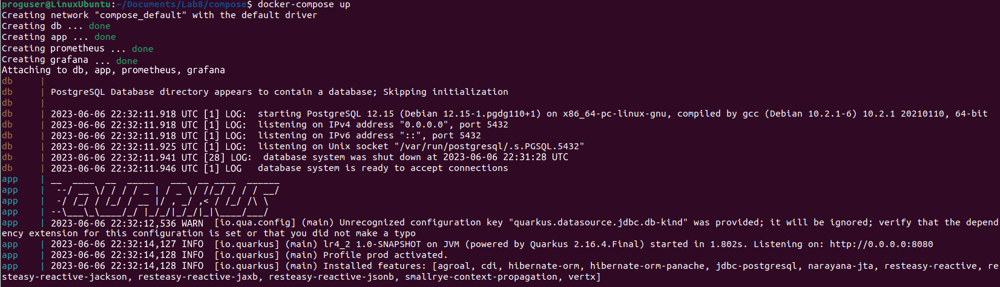 proguser@LinuxUbuntu:~/Documents/Lab8/compose$ docker-compose up
Creating network "compose_default" with the default driver
Creating db ... done
Creating app ... done
Creating prometheus ... done
Creating grafana ... done
Attaching to db, app, prometheus, grafana
db     |
db     | PostgreSQL Database directory appears to contain a database; Skipping initialization
db     |
db     | 2023-06-06 22:32:11.918 UTC [1] LOG:  starting PostgreSQL 12.15 (Debian 12.15-1.pgdg110+1) on x86_64-pc-linux-gnu, compiled by gcc (Debian 10.2.1-6) 10.2.1 20210110, 64-bit
db     | 2023-06-06 22:32:11.918 UTC [1] LOG:  listening on IPv4 address "0.0.0.0", port 5432
db     | 2023-06-06 22:32:11.918 UTC [1] LOG:  listening on IPv6 address "::", port 5432
db     | 2023-06-06 22:32:11.925 UTC [1] LOG:  listening on Unix socket "/var/run/postgresql/.s.PGSQL.5432"
db     | 2023-06-06 22:32:11.941 UTC [28] LOG:  database system was shut down at 2023-06-06 22:31:28 UTC
db     | 2023-06-06 22:32:11.946 UTC [1] LOG   database system is ready to accept connections
app    | __  ____  __  _____   ___  __ ____  ______
app    |  --/ __ \/ / / / _ | / _ \/ //_/ / / / __/
app    |  -/ /_/ / /_/ / __ |/ , _/ ,< / /_/ /\ \
app    | --\___\_\____/_/ |_/_/|_/_/|_|\____/___/
app    | 2023-06-06 22:32:12,536 WARN  [io.qua.config] (main) Unrecognized configuration key "quarkus.datasource.jdbc.db-kind" was provided; it will be ignored; verify that the depend
ency extension for this configuration is set or that you did not make a typo
app    | 2023-06-06 22:32:14,127 INFO  [io.quarkus] (main) lr4_2 1.0-SNAPSHOT on JVM (powered by Quarkus 2.16.4.Final) started in 1.802s. Listening on: http://0.0.0.0:8080
app    | 2023-06-06 22:32:14,128 INFO  [io.quarkus] (main) Profile prod activated.
app    | 2023-06-06 22:32:14,128 INFO  [io.quarkus] (main) Installed features: [agroal, cdi, hibernate-orm, hibernate-orm-panache, jdbc-postgresql, narayana-jta, resteasy-reactive, re
steasy-reactive-jackson, resteasy-reactive-jaxb, resteasy-reactive-jsonb, smallrye-context-propagation, vertx]